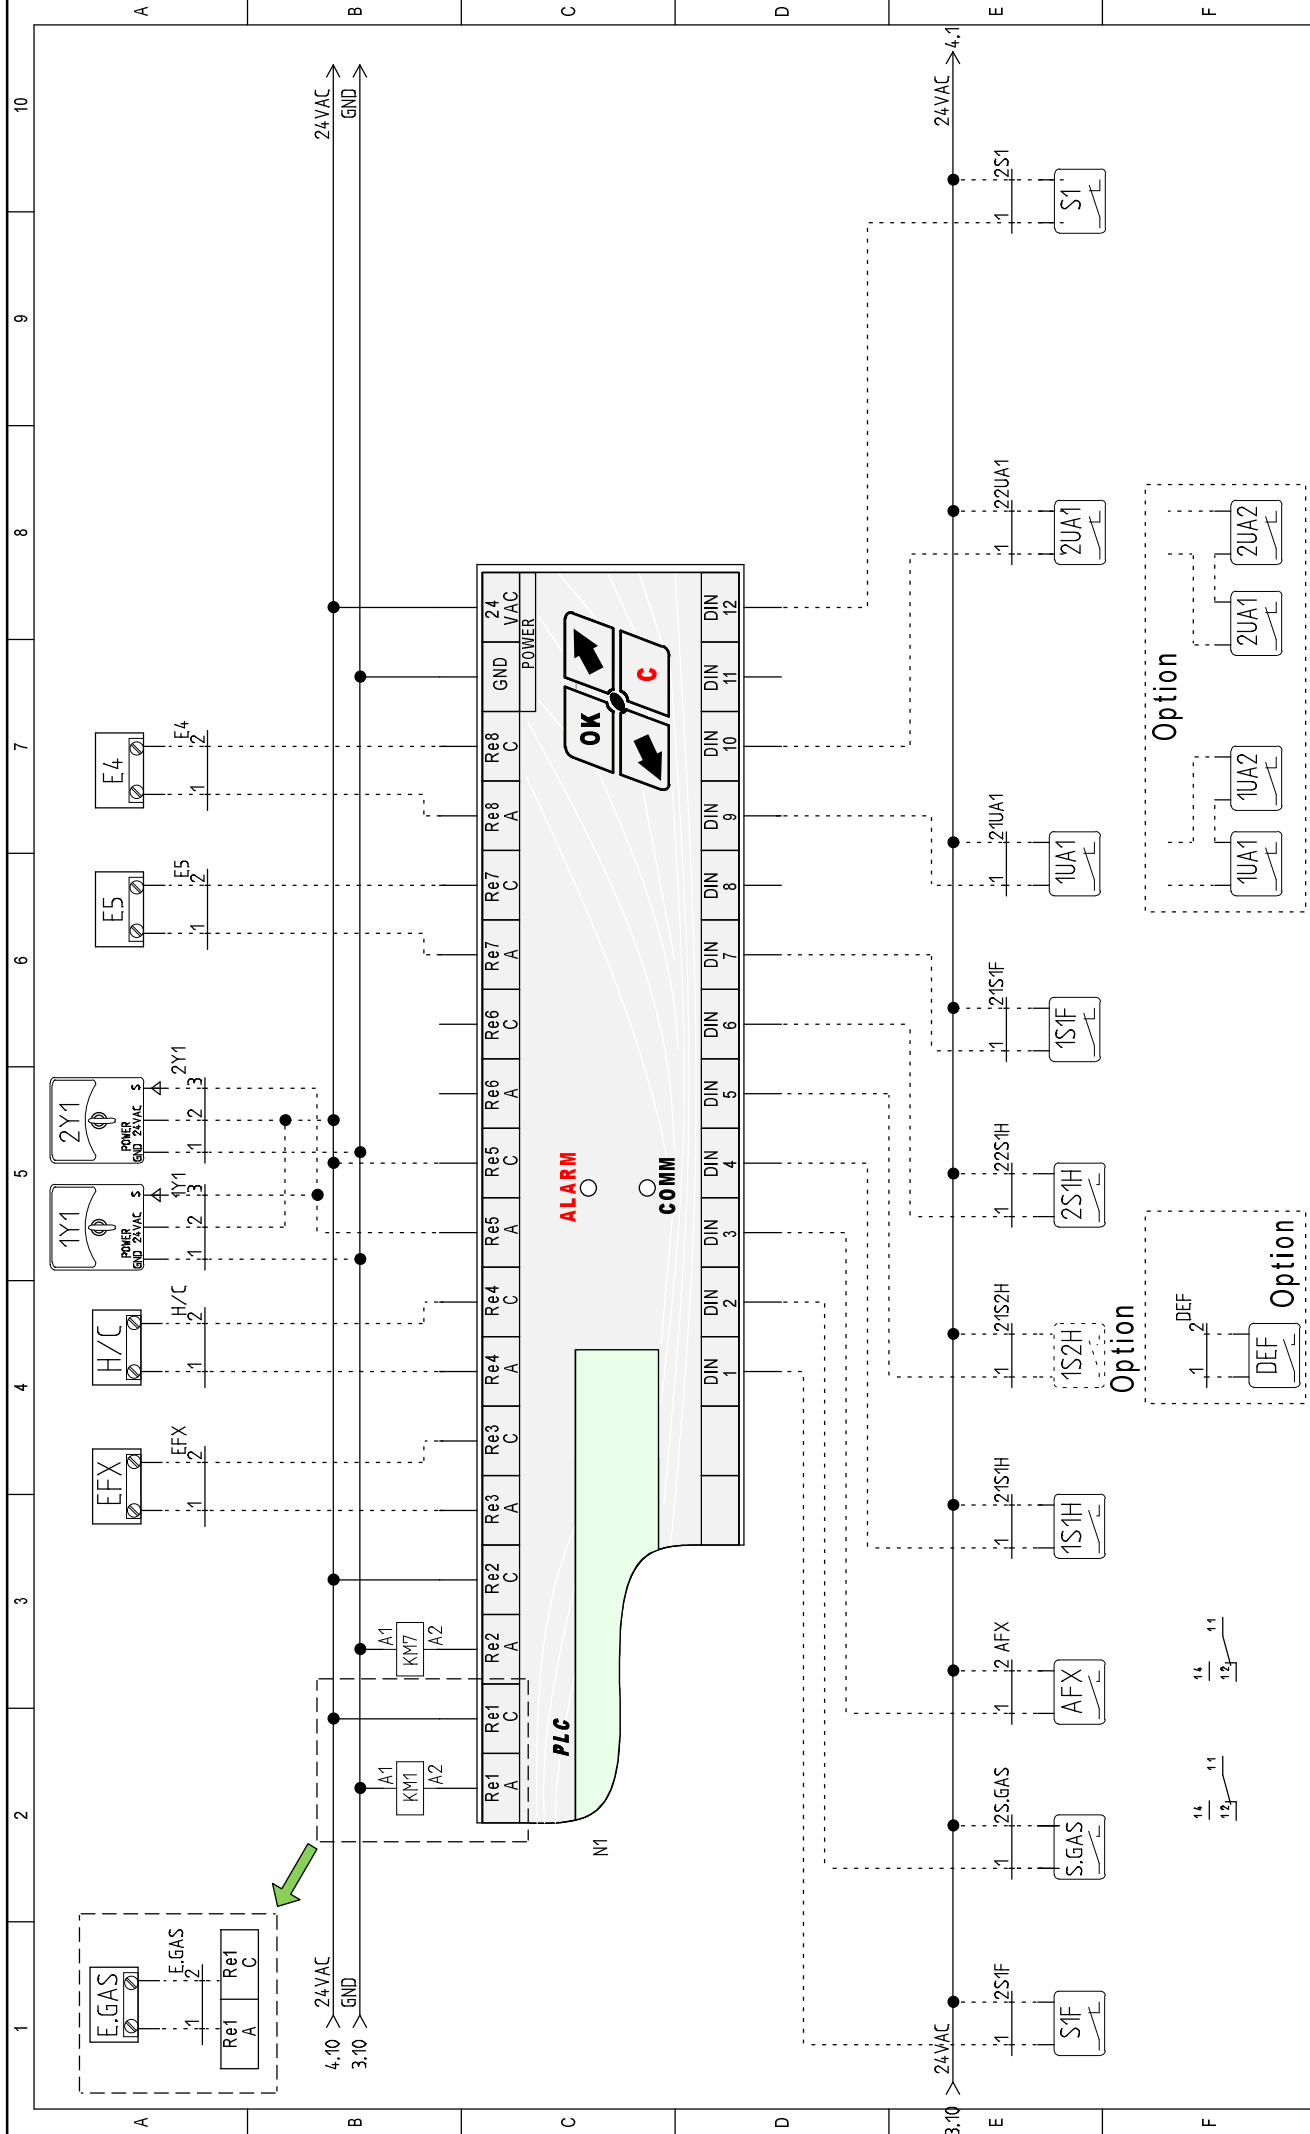 1
2
3
4
5
6
7
8
9
10
A
A
B
B
C
C
D
D
E
E
F
F
E.GAS
1
2
E.GAS
Re1 A
Re1 C
EFX
1
2
EFX
H/C
1
2
H/C
1Y1
POWER
GND 24VAC S
1
2
3
1Y1
2Y1
POWER
GND 24VAC S
1
2
3
2Y1
E5
1
2
E5
E4
1
2
E4
4.10
24VAC
24VAC
3.10
GND
GND
A1
KM1
A2
A1
KM7
A2
Re1 A
Re1 C
Re2 A
Re2 C
Re3 A
Re3 C
Re4 A
Re4 C
Re5 A
Re5 C
Re6 A
Re6 C
Re7 A
Re7 C
Re8 A
Re8 C
GND
24 VAC
POWER
PLC
N1
ALARM
COMM
OK
C
DIN 1
DIN 2
DIN 3
DIN 4
DIN 5
DIN 6
DIN 7
DIN 8
DIN 9
DIN 10
DIN 11
DIN 12
3.10
24VAC
24VAC
4.1
1
2S1F
S1F
1
2S.GAS
S.GAS
1
2 AFX
AFX
1
21S1H
1S1H
1
21S2H
1S2H
Option
1
22S1H
2S1H
1
21S1F
1S1F
1
21UA1
1UA1
1
22UA1
2UA1
1
2S1
S1
14
12
11
14
12
11
1
2
DEF
DEF
Option
Option
1UA1
1UA2
2UA1
2UA2